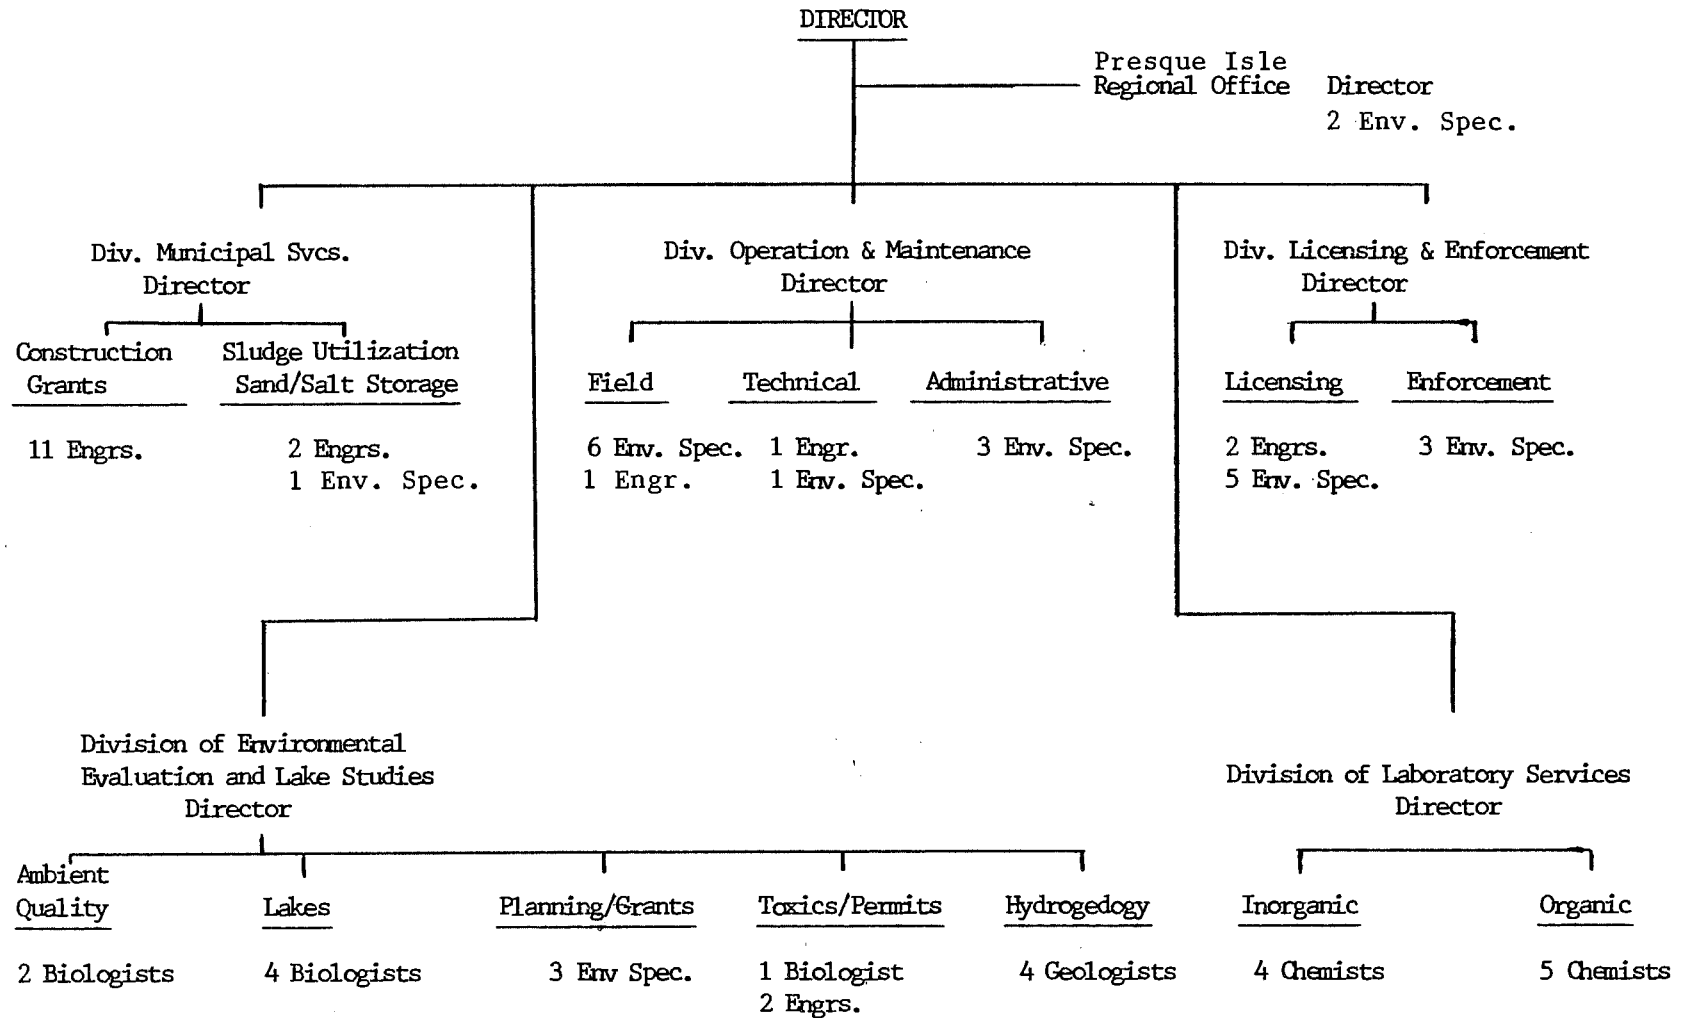 DIRECTOR
Presque Isle
Regional Office Director
2 Env. Spec.
Div. Municipal Svcs.
Director
Construction
Grants
11 Engrs.
Sludge Utilization
Sand/Salt Storage
2 Engrs.
1 Env. Spec.
Div. Operation & Maintenance
Director
Field
6 Env. Spec.
1 Engr.
Technical
1 Engr.
1 Env. Spec.
Administrative
3 Env. Spec.
Div. Licensing & Enforcement
Director
Licensing
2 Engrs.
5 Env. Spec.
Enforcement
3 Env. Spec.
Division of Environmental
Evaluation and Lake Studies
Director
Ambient
Quality
2 Biologists
Lakes
4 Biologists
Planning/Grants
3 Env Spec.
Toxics/Permits
1 Biologist
2 Engrs.
Hydrogedogy
4 Geologists
Division of Laboratory Services
Director
Inorganic
4 Chemists
Organic
5 Chemists